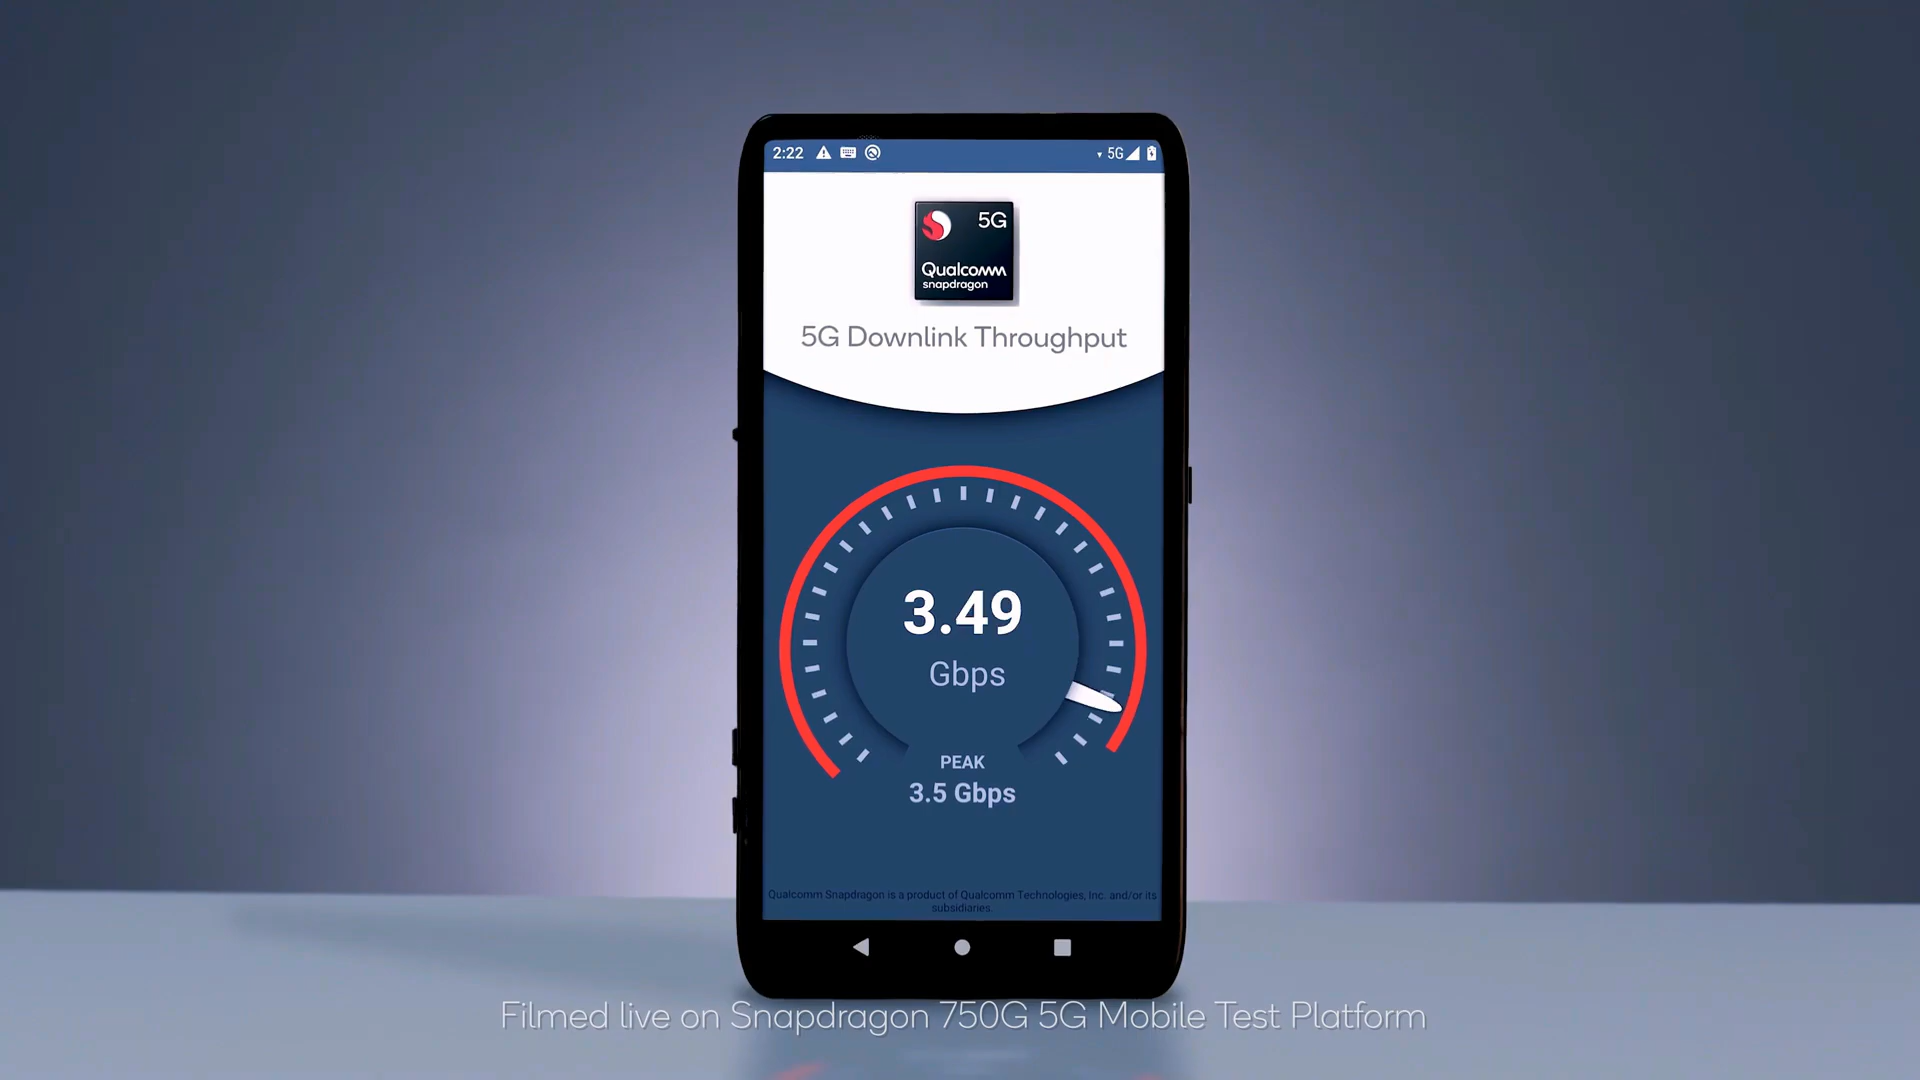 2:22
5G
5G
Qualcomm
snapdragon
5G Downlink Throughput
3.49
Gbps
PEAK
3.5 Gbps
Qualcomm Snapdragon is a product of Qualcomm Technologies, Inc. and/or its
subsidiaries.
Filmed live on Snapdragon 750G 5G Mobile Test Platform